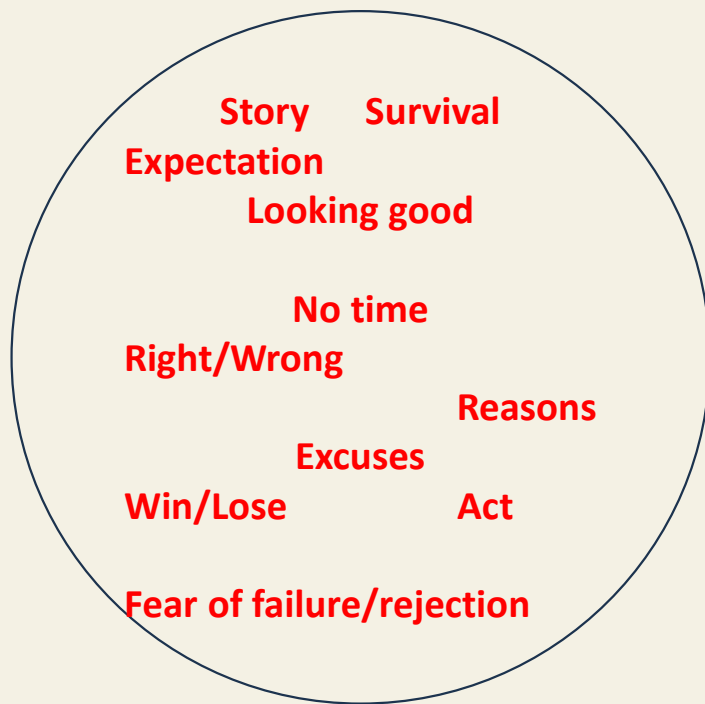 Story Survival
Expectation
Looking good
No time
Right/Wrong
Reasons
Excuses
Win/Lose Act
Fear of failure/rejection